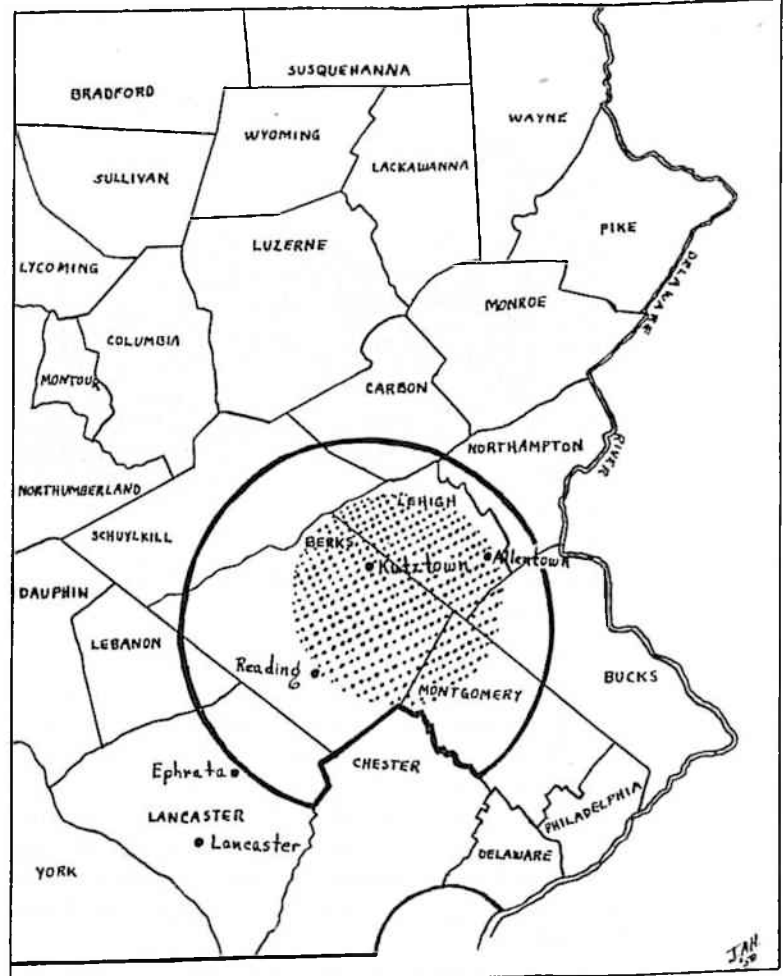 SUSQUEHANNA
BRADFORD
WYOMING
WAYNE
LACKAWANNA
SULLIVAN
PIKE
LUZERNE
LYCOMING
DELAWARE
MONROE
COLUMBIA
MONTOUR
CARBON
NORTHAMPTON
RIVER
NORTHUMBERLAND
LEHIGH
SCHUYLKILL
BERKS
Allentown
Kutztown
DAUPHIN
LEBANON
Reading
BUCKS
MONTGOMERY
CHESTER
Ephrata
LANCASTER
PHILADELPHIA
Lancaster
DELAWARE
YORK
J.A.H.